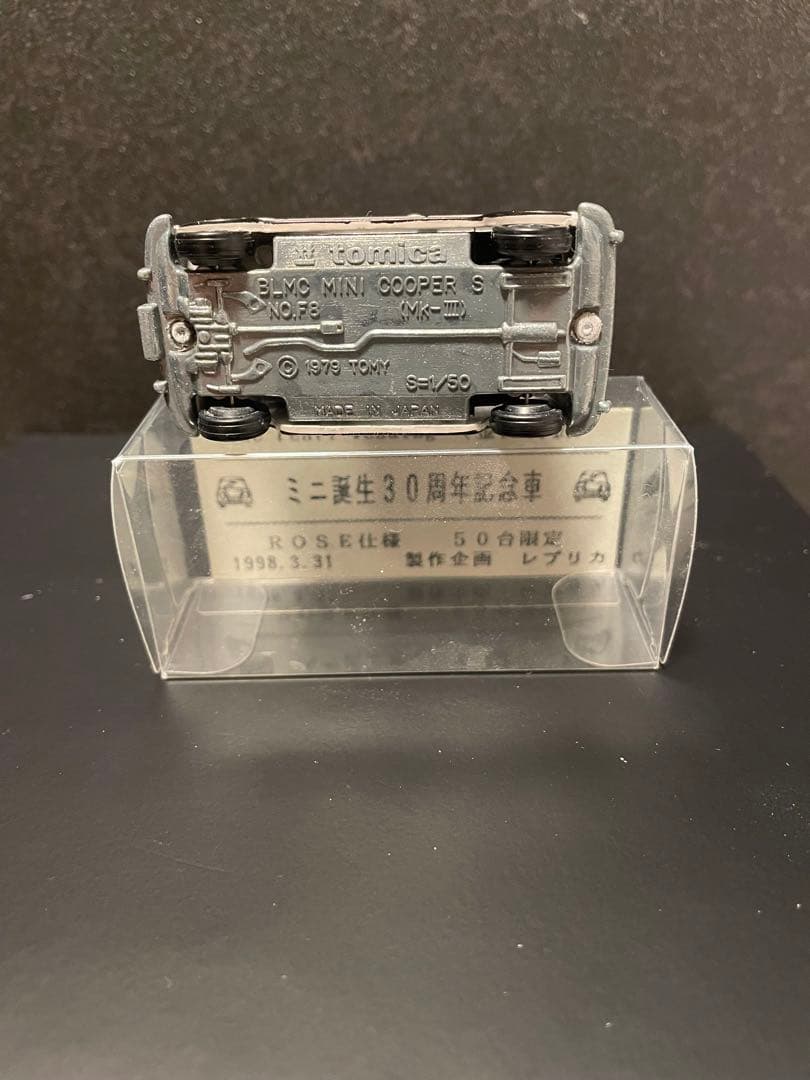 tomica
BLMC MINI COOPER S
NO.F8 (Mk-III)
© 1979 TOMY
S=1/50
MADE IN JAPAN
ミニ誕生30周年記念車
ROSE仕様 50台限定
1998.3.31 製作企画 レプリカ